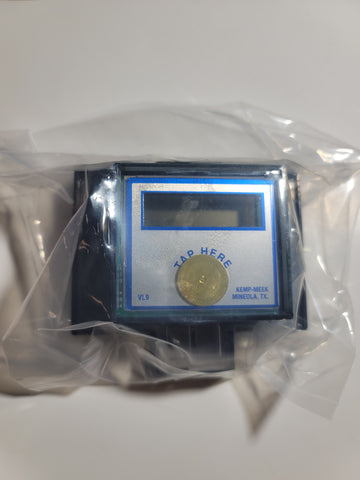 TAP HERE
VL9
KEMP-MEEK
MINEOLA, TX.